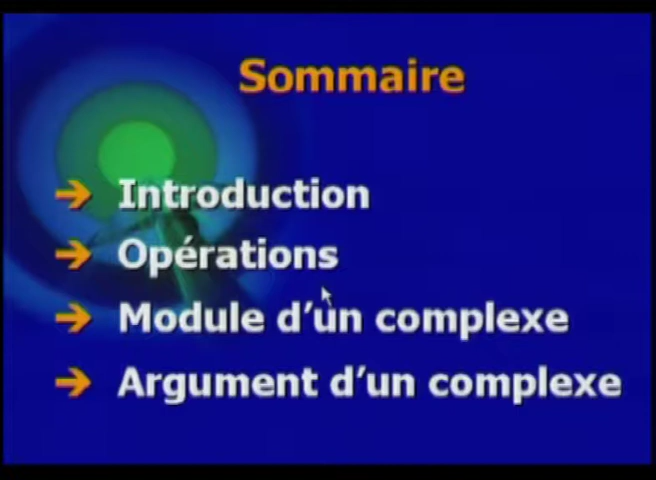 Sommaire
➔ Introduction
➔ Opérations
➔ Module d'un complexe
➔ Argument d'un complexe